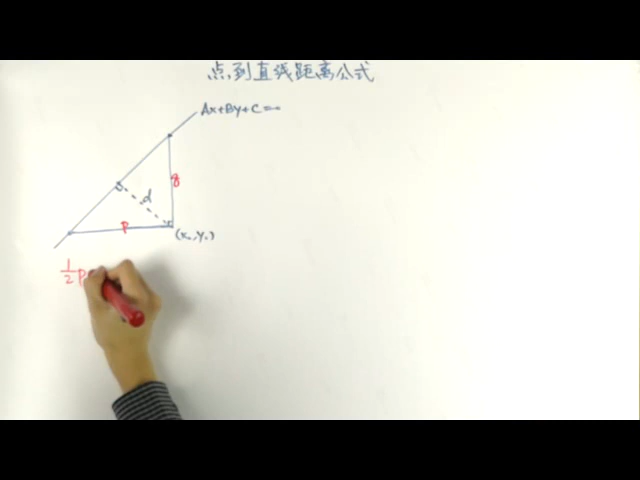 点到直线距离公式
Ax+By+C=0
q
d
p
(x₀,y₀)
1/2 p